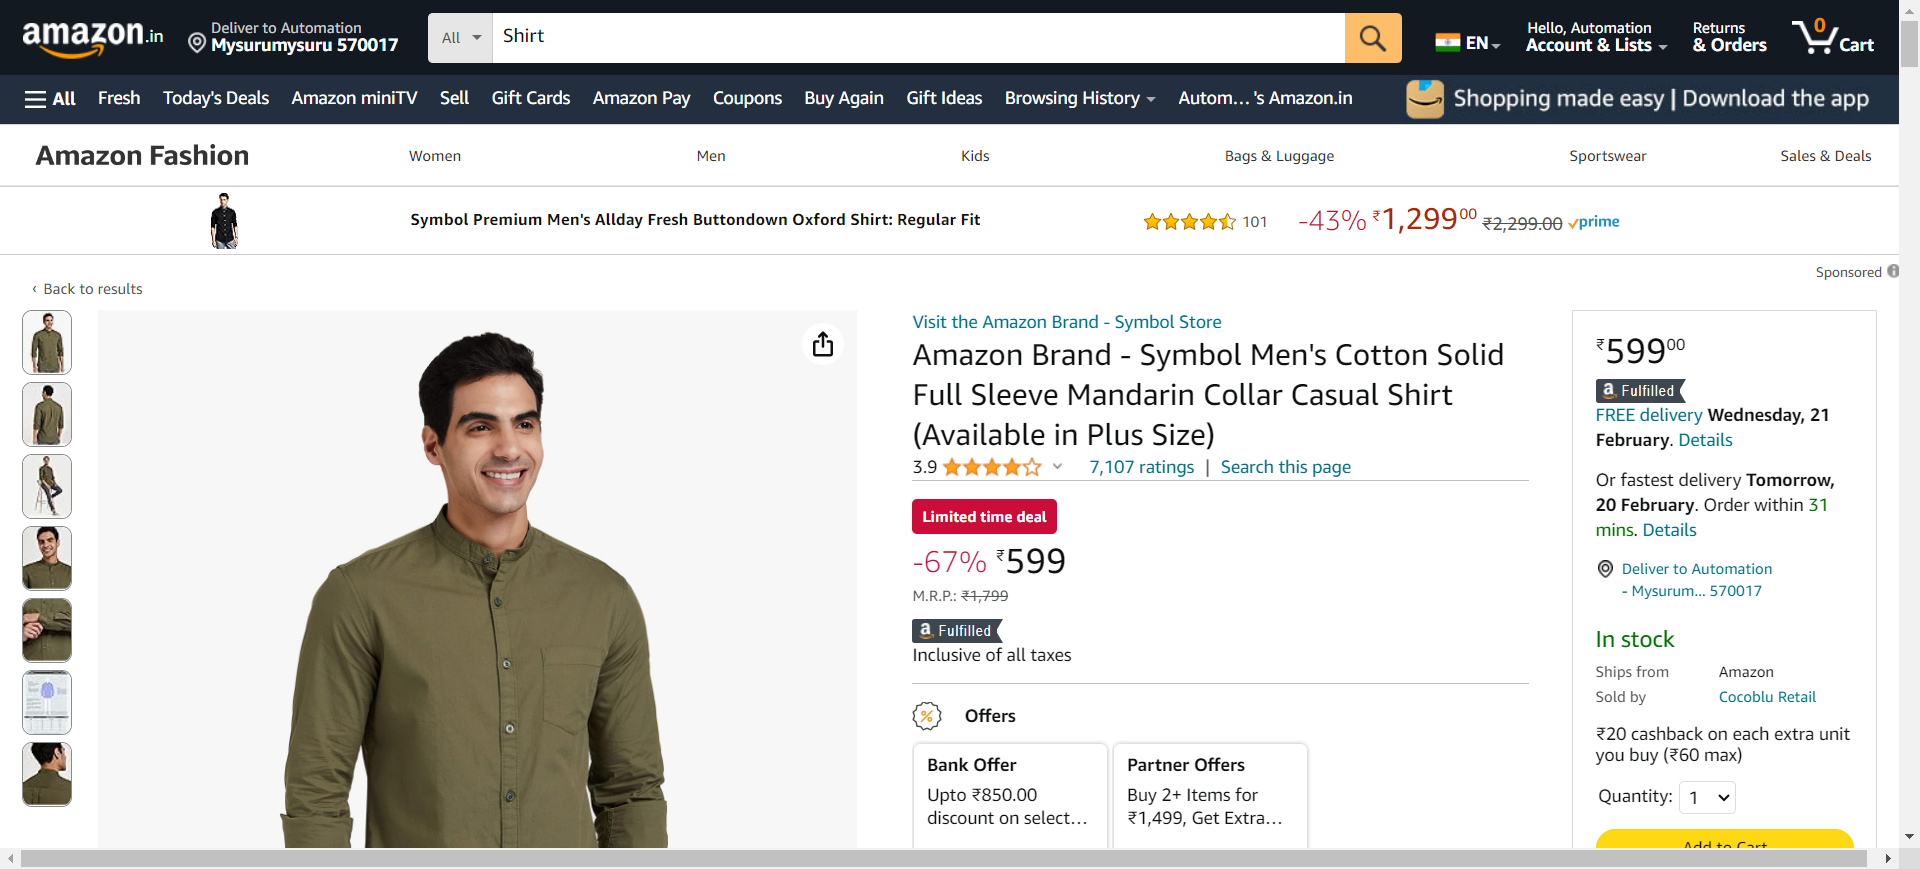 amazon.in
Deliver to Automation
Mysurumysuru 570017
All
Shirt
EN
Hello, Automation
Account & Lists
Returns
& Orders
0
Cart
All
Fresh
Today's Deals
Amazon miniTV
Sell
Gift Cards
Amazon Pay
Coupons
Buy Again
Gift Ideas
Browsing History
Autom... 's Amazon.in
Shopping made easy | Download the app
Amazon Fashion
Women
Men
Kids
Bags & Luggage
Sportswear
Sales & Deals
Symbol Premium Men's Allday Fresh Buttondown Oxford Shirt: Regular Fit
101
-43% ₹1,29900 ₹2,299.00 prime
Sponsored
‹ Back to results
Visit the Amazon Brand - Symbol Store
Amazon Brand - Symbol Men's Cotton Solid
Full Sleeve Mandarin Collar Casual Shirt
(Available in Plus Size)
3.9
7,107 ratings | Search this page
Limited time deal
-67% ₹599
M.R.P.: ₹1,799
a Fulfilled
Inclusive of all taxes
% Offers
Bank Offer
Upto ₹850.00
discount on select…
Partner Offers
Buy 2+ Items for
₹1,499, Get Extra…
₹59900
a Fulfilled
FREE delivery Wednesday, 21
February. Details
Or fastest delivery Tomorrow,
20 February. Order within 31
mins. Details
Deliver to Automation
- Mysurum... 570017
In stock
Ships from Amazon
Sold by Cocoblu Retail
₹20 cashback on each extra unit
you buy (₹60 max)
Quantity: 1
Add to Cart